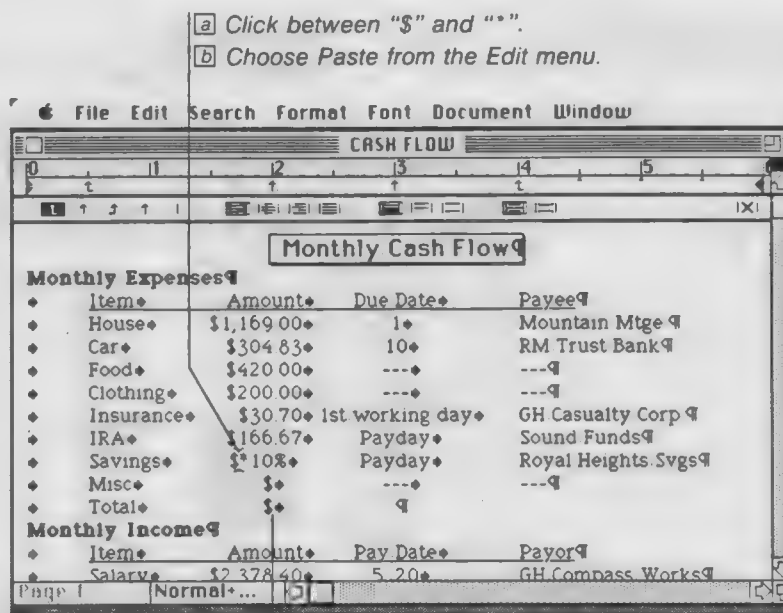 a Click between "$" and "*".
b Choose Paste from the Edit menu.
File Edit Search Format Font Document Window
CASH FLOW
0 1 2 3 4 5
Monthly Cash Flow¶
Monthly Expenses¶
◆ Item◆ Amount◆ Due Date◆ Payee¶
◆ House◆ $1,169.00◆ 1◆ Mountain Mtge.¶
◆ Car◆ $304.83◆ 10◆ RM Trust Bank¶
◆ Food◆ $420.00◆ ---◆ ---¶
◆ Clothing◆ $200.00◆ ---◆ ---¶
◆ Insurance◆ $30.70◆ 1st working day◆ GH Casualty Corp.¶
◆ IRA◆ $166.67◆ Payday◆ Sound Funds¶
◆ Savings◆ $*10%◆ Payday◆ Royal Heights Svgs¶
◆ Misc◆ $◆ ---◆ ---¶
◆ Total◆ $◆ ¶
Monthly Income¶
◆ Item◆ Amount◆ Pay Date◆ Payor¶
◆ Salary◆ $2,378.40◆ 5, 20◆ GH Compass Works¶
Page 1 Normal+...